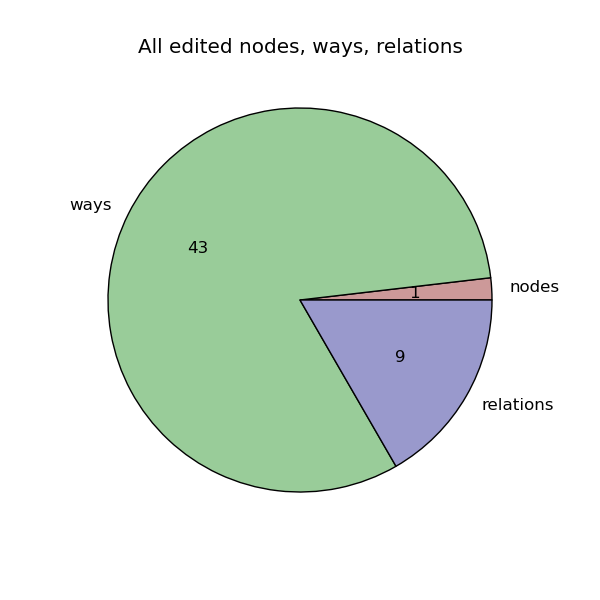 All edited nodes, ways, relations
ways
43
1
nodes
9
relations